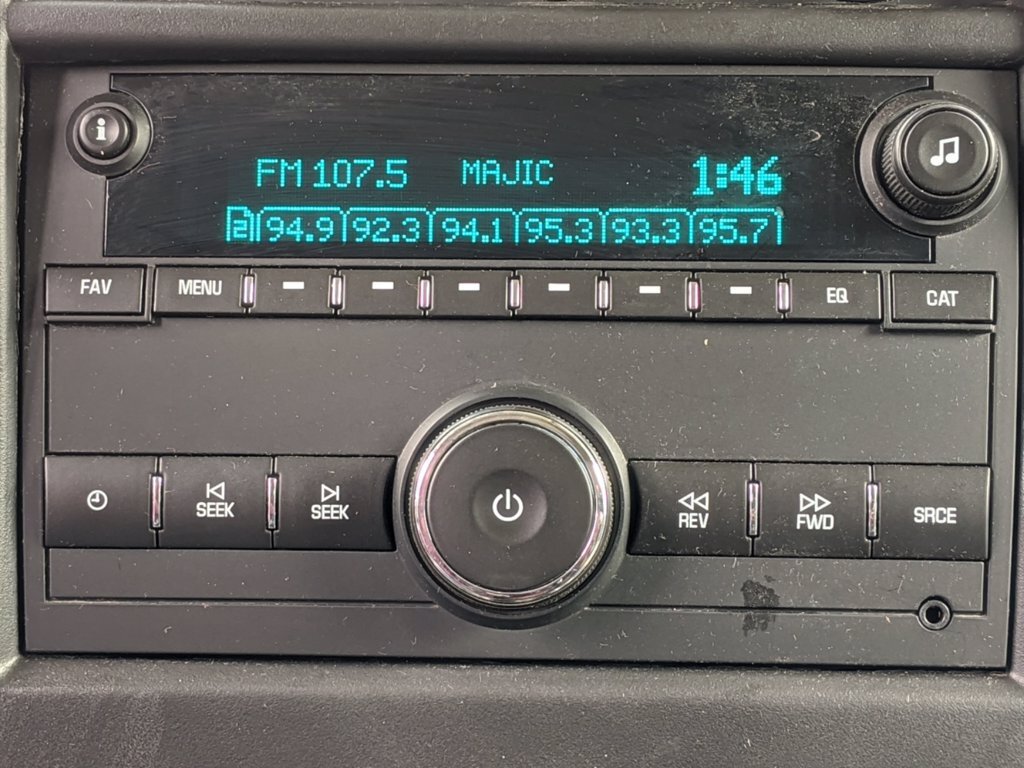 i
FM 107.5 MAJIC 1:46
2 94.9 92.3 94.1 95.3 93.3 95.7
FAV MENU EQ CAT
SEEK SEEK REV FWD SRCE